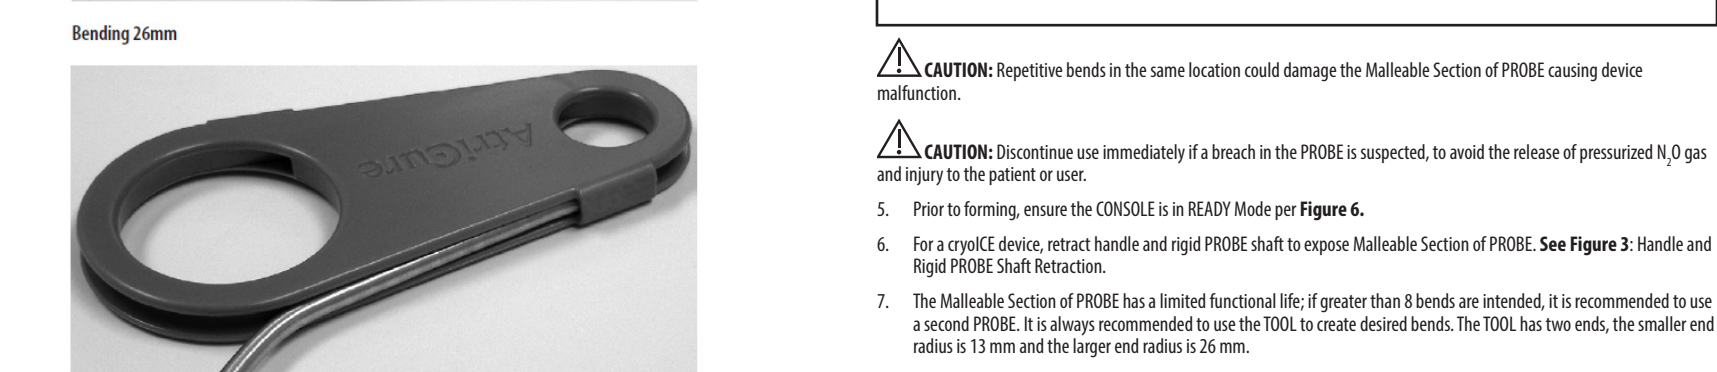 Bending 26mm
AtriCure
CAUTION: Repetitive bends in the same location could damage the Malleable Section of PROBE causing device
malfunction.
CAUTION: Discontinue use immediately if a breach in the PROBE is suspected, to avoid the release of pressurized N₂O gas
and injury to the patient or user.
5. Prior to forming, ensure the CONSOLE is in READY Mode per Figure 6.
6. For a cryoICE device, retract handle and rigid PROBE shaft to expose Malleable Section of PROBE. See Figure 3: Handle and
Rigid PROBE Shaft Retraction.
7. The Malleable Section of PROBE has a limited functional life; if greater than 8 bends are intended, it is recommended to use
a second PROBE. It is always recommended to use the TOOL to create desired bends. The TOOL has two ends, the smaller end
radius is 13 mm and the larger end radius is 26 mm.